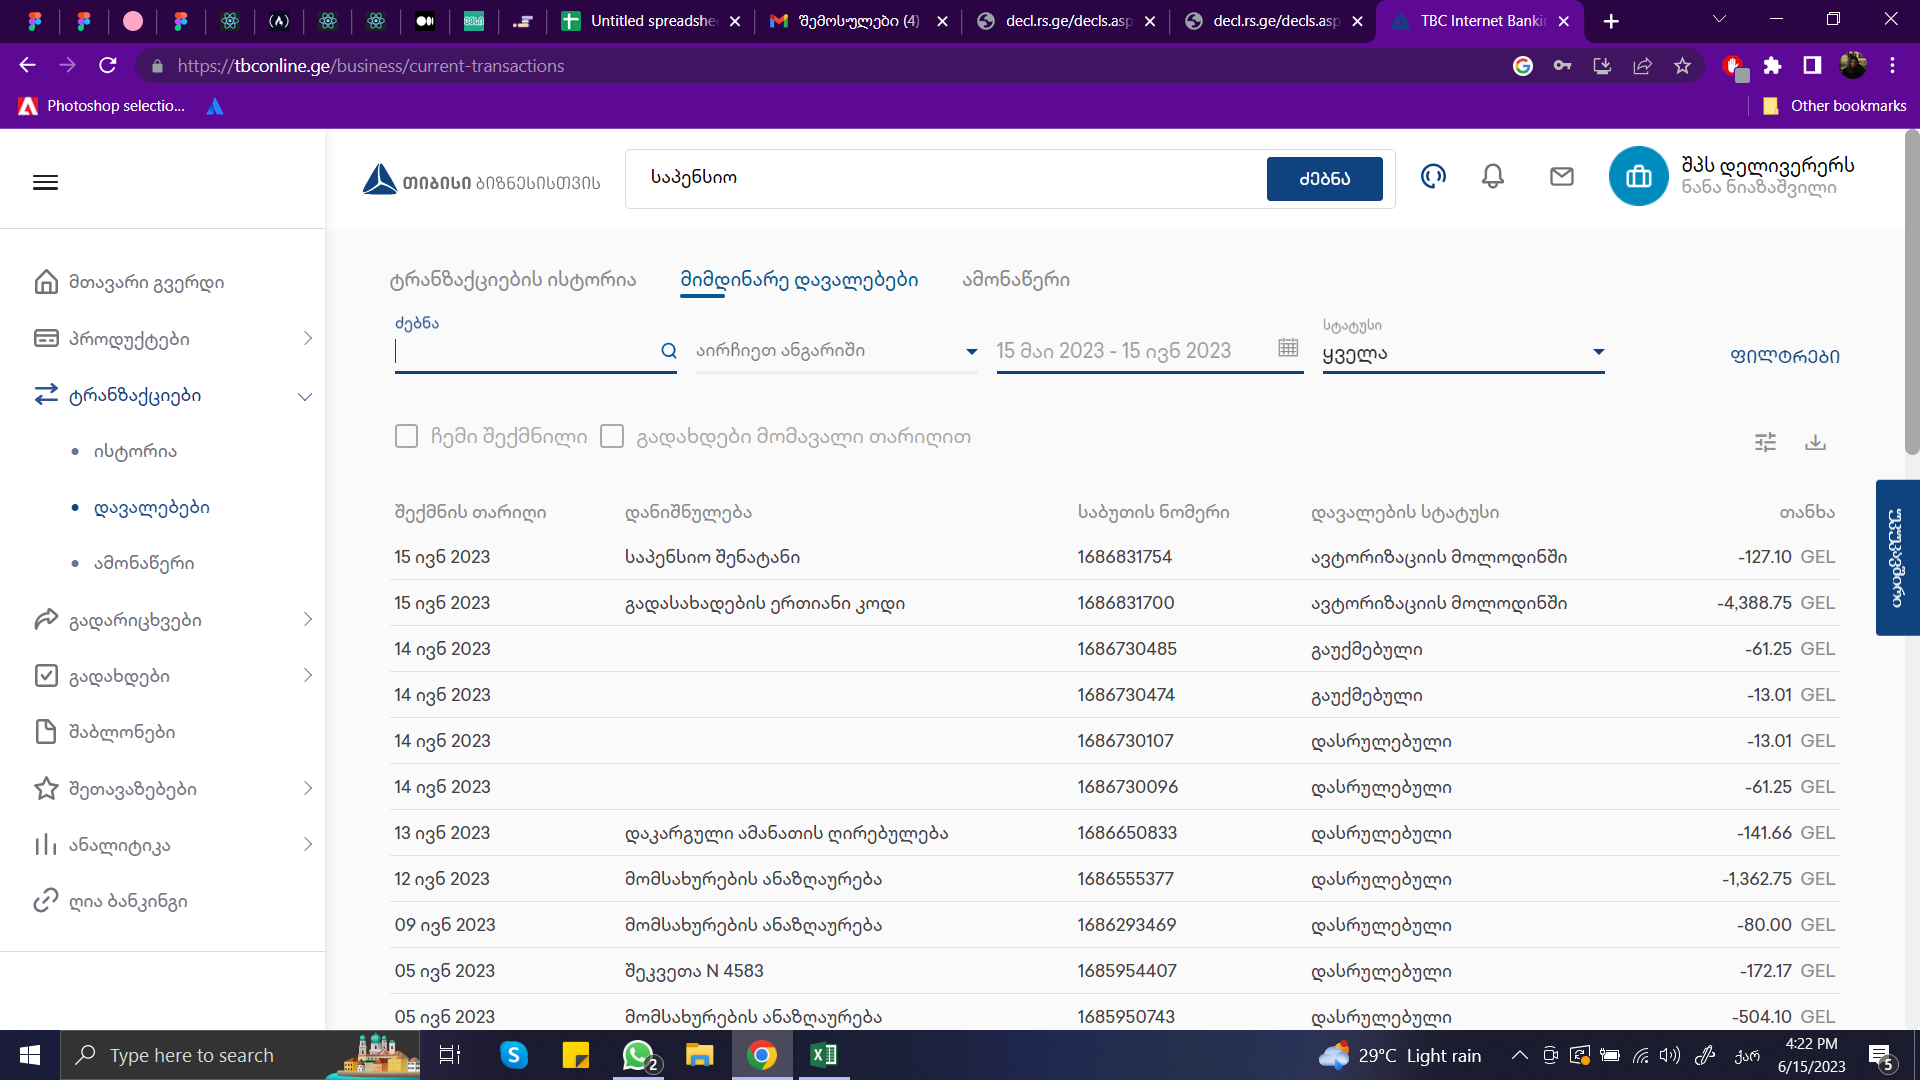 Untitled spreadshe
შემოსულები (4)
decl.rs.ge/decls.asp
decl.rs.ge/decls.asp
TBC Internet Bankin
https://tbconline.ge/business/current-transactions
Photoshop selectio...
Other bookmarks
თიბისი ბიზნესისთვის
საპენსიო
ძებნა
შპს დელივერერს
ნანა ნიაზაშვილი
მთავარი გვერდი
პროდუქტები
ტრანზაქციები
ისტორია
დავალებები
ამონაწერი
გადარიცხვები
გადახდები
შაბლონები
შეთავაზებები
ანალიტიკა
ღია ბანკინგი
ტრანზაქციების ისტორია მიმდინარე დავალებები ამონაწერი
ძებნა
აირჩიეთ ანგარიში
15 მაი 2023 - 15 ივნ 2023
სტატუსი
ყველა
ფილტრები
ჩემი შექმნილი გადახდები მომავალი თარიღით
შექმნის თარიღი დანიშნულება საბუთის ნომერი დავალების სტატუსი თანხა
15 ივნ 2023 საპენსიო შენატანი 1686831754 ავტორიზაციის მოლოდინში -127.10 GEL
15 ივნ 2023 გადასახადების ერთიანი კოდი 1686831700 ავტორიზაციის მოლოდინში -4,388.75 GEL
14 ივნ 2023 1686730485 გაუქმებული -61.25 GEL
14 ივნ 2023 1686730474 გაუქმებული -13.01 GEL
14 ივნ 2023 1686730107 დასრულებული -13.01 GEL
14 ივნ 2023 1686730096 დასრულებული -61.25 GEL
13 ივნ 2023 დაკარგული ამანათის ღირებულება 1686650833 დასრულებული -141.66 GEL
12 ივნ 2023 მომსახურების ანაზღაურება 1686555377 დასრულებული -1,362.75 GEL
09 ივნ 2023 მომსახურების ანაზღაურება 1686293469 დასრულებული -80.00 GEL
05 ივნ 2023 შეკვეთა N 4583 1685954407 დასრულებული -172.17 GEL
05 ივნ 2023 მომსახურების ანაზღაურება 1685950743 დასრულებული -504.10 GEL
უკუკავშირი
Type here to search
2
29°C Light rain
ქარ
4:22 PM
6/15/2023
5